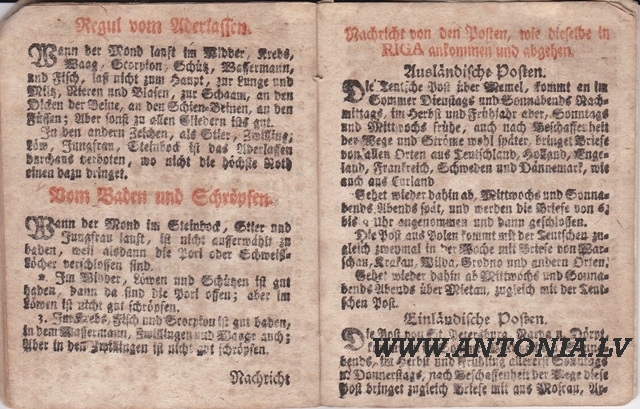 Regul vom Aderlassen.
Wann der Mond lauft im Widder, Krebs,
Waag, Scorpion, Schütz, Wassermann,
und Fisch, laß nicht zum Haupt, zur Lunge und
Miltz, Nieren und Blasen, zur Schaam, an den
Dicken der Beine, an den Schien-Beinen, an den
Füssen; Aber sonst zu allen Gliedern ists gut.
In den andern Zeichen, als Stier, Zwilling,
Löw, Jungfrau, Steinbock ist das Aderlassen
durchaus verboten, wo nicht die höchste Noth
einen dazu dringet.
Vom Baden und Schröpfen.
Wann der Mond im Steinbock, Stier und
Jungfrau lauft, ist nicht ausserwählt zu
baden, weil alsdann die Pori oder Schweiß-
löcher verschlossen sind.
2. Im Widder, Löwen und Schützen ist gut
baden, dann da sind die Pori offen; aber im
Löwen ist nicht gut schröpfen.
3. Im Krebs, Fisch und Scorpion ist gut baden,
in dem Wassermann, Zwillingen und Waage auch;
Aber in den Zwillingen ist nicht gut schröpfen.
Nachricht
Nachricht von den Posten, wie dieselbe in
RIGA ankommen und abgehen.
Ausländische Posten.
Die Teutsche Post über Memel, kommt an im
Sommer Dienstags und Sonnabends Nach-
mittags, im Herbst und Frühjahr aber, Sonntags
und Mittwochs frühe, auch nach Beschaffenheit
der Wege und Ströme wohl später, bringet Briefe
von allen Orten aus Teutschland, Holland, Enge-
land, Frankreich, Schweden und Dännemark, wie
auch aus Curland
Gehet wieder dahin ab, Mittwochs und Sonna-
bends Abends spät, und werden die Briefe von 5.
bis 9 Uhr angenommen und dann geschlossen.
Die Post aus Polen kommt mit der Teutschen zu-
gleich zweymal in der Woche mit Briefe von War-
schau, Krakau, Wilda, Grodno und andern Orten,
Gehet wieder dahin ab Mittwochs und Sonna-
bends Abends über Mietau, zugleich mit der Teut-
schen Post.
Einländische Posten.
Die Post von St. Petersburg, Narva u. Dörpt
WWW.ANTONIA.LV
bends, im Herbst und Frühling allererst Sonntags
u. Donnerstags, nach Beschaffenheit der Wege diese
Post bringet zugleich Briefe mit aus Moscau, Ar-